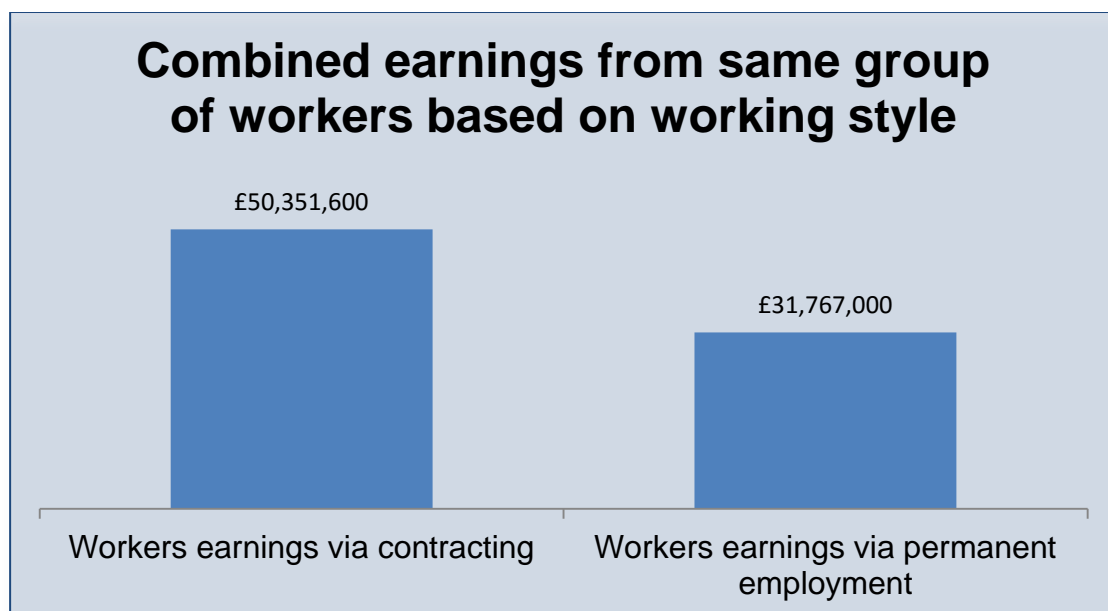 Combined earnings from same group
of workers based on working style
£50,351,600
£31,767,000
Workers earnings via contracting
Workers earnings via permanent
employment